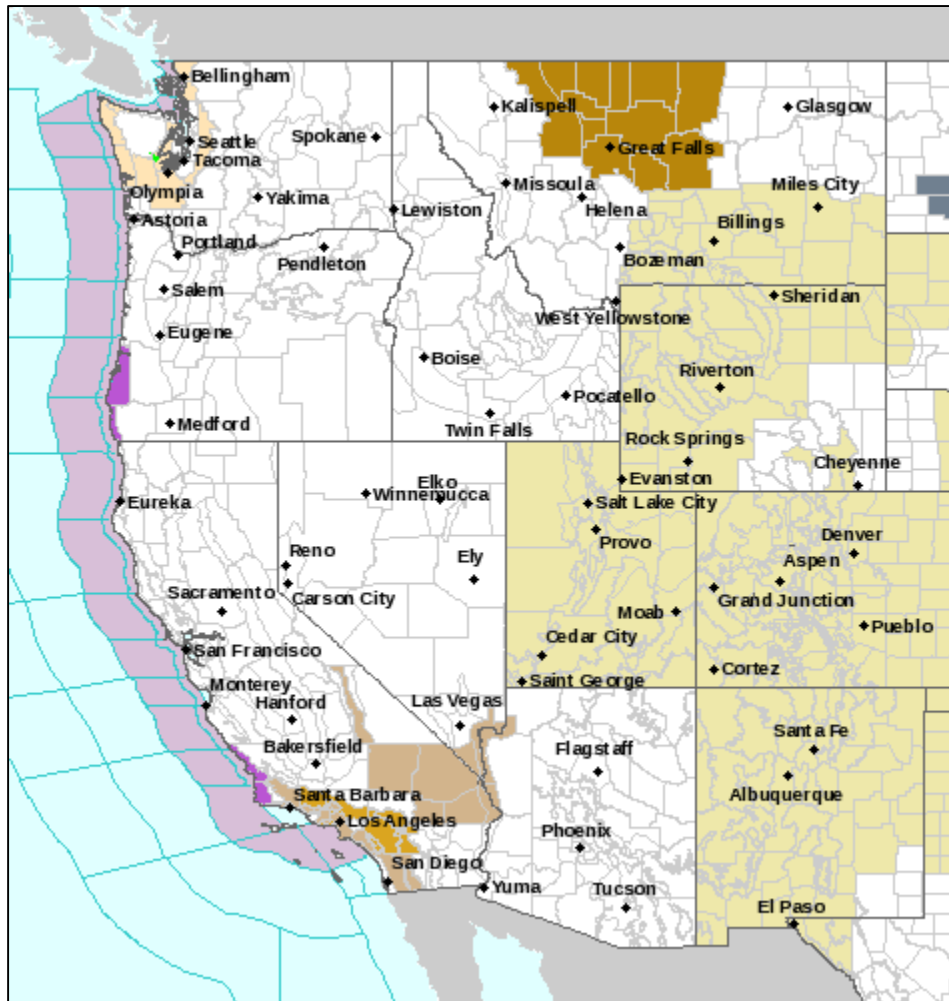 Bellingham
Kalispell
Glasgow
Spokane
Seattle
Great Falls
Tacoma
Missoula
Miles City
Olympia
Yakima
Helena
Lewiston
Astoria
Billings
Portland
Bozeman
Pendleton
Salem
Sheridan
West Yellowstone
Eugene
Boise
Riverton
Pocatello
Medford
Twin Falls
Rock Springs
Cheyenne
Evanston
Elko
Winnemucca
Eureka
Salt Lake City
Denver
Provo
Reno
Ely
Aspen
Sacramento
Carson City
Grand Junction
Moab
Pueblo
Cedar City
San Francisco
Cortez
Saint George
Monterey
Hanford
Las Vegas
Santa Fe
Bakersfield
Flagstaff
Albuquerque
Santa Barbara
Los Angeles
Phoenix
San Diego
Yuma
Tucson
El Paso